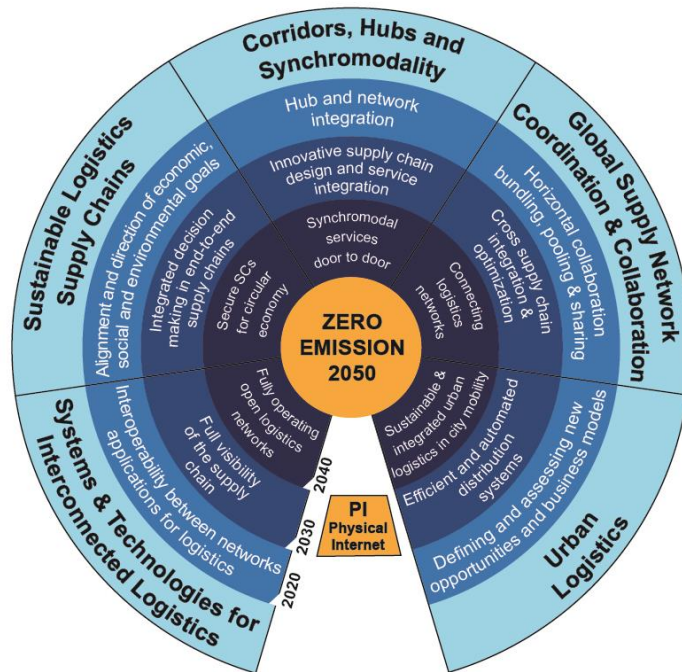 Corridors, Hubs and
Synchromodality
Hub and network
integration
Innovative supply chain
design and service
integration
Synchromodal
services
door to door
Global Supply Network
Coordination & Collaboration
Horizontal collaboration
bundling, pooling & sharing
Cross supply chain
integration &
optimization
Connecting
logistics
networks
Urban
Logistics
Defining and assessing new
opportunities and business models
Efficient and automated
distribution
systems
Sustainable &
integrated urban
logistics in city mobility
Sustainable Logistics
Supply Chains
Alignment and direction of economic,
social and environmental goals
Integrated decision
making in end-to-end
supply chains
Secure SCs
for circular
economy
Systems & Technologies for
Interconnected Logistics
Interoperability between networks
applications for logistics
Full visibility
of the supply
chain
Fully operating
open logistics
networks
ZERO
EMISSION
2050
2040
2030
2020
PI
Physical
Internet